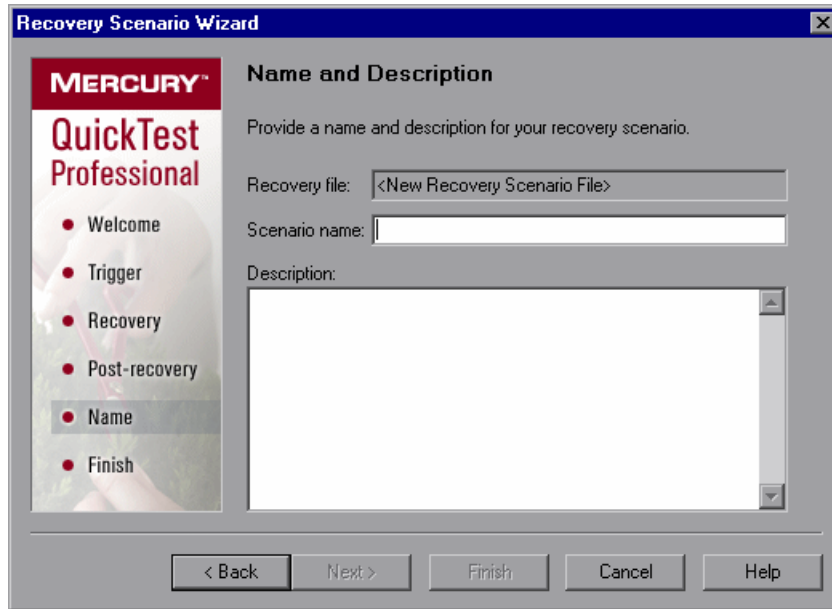 Recovery Scenario Wizard
MERCURY™
QuickTest
Professional
Welcome
Trigger
Recovery
Post-recovery
Name
Finish
Name and Description
Provide a name and description for your recovery scenario.
Recovery file: <New Recovery Scenario File>
Scenario name:
Description:
< Back Next > Finish Cancel Help